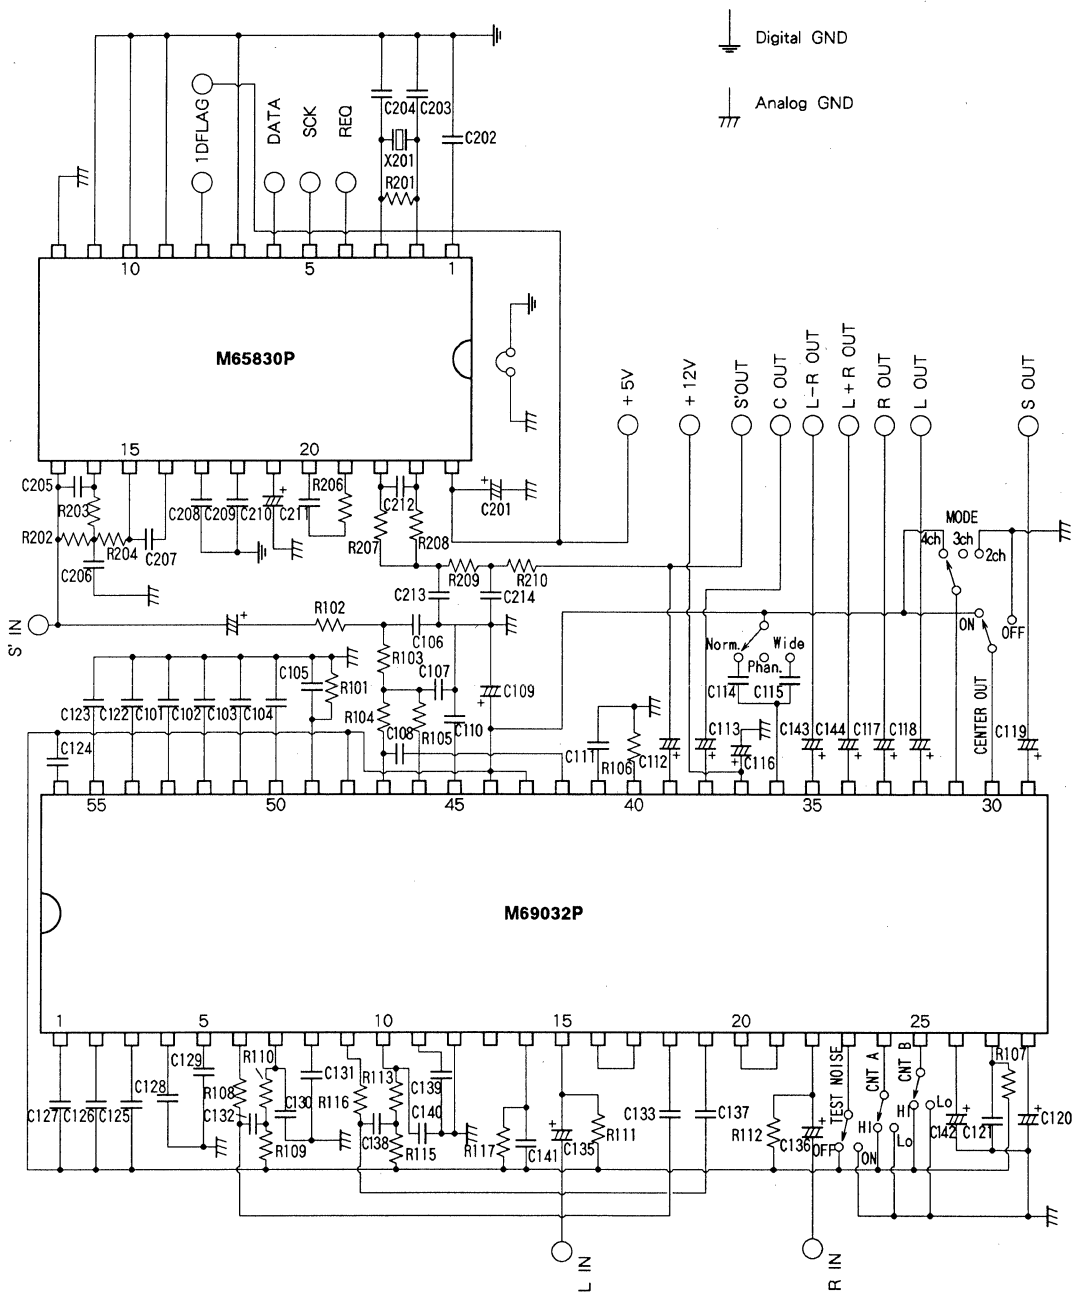 Digital GND
Analog GND
1DFLAG
DATA
SCK
REQ
C204
C203
C202
X201
R201
10
5
1
M65830P
15
20
+5V
+12V
S'OUT
C OUT
L-R OUT
L+R OUT
R OUT
L OUT
S OUT
C205
R203
R202
R204
C207
C206
C208
C209
C210
C211
R206
C212
C201
R207
R208
R209
R210
C213
C214
MODE
4ch
3ch
2ch
ON
OFF
S' IN
R102
C106
R103
C107
C109
Norm.
Wide
Phan.
C114
C115
C105
R101
R104
C108
R105
C110
C123
C122
C101
C102
C103
C104
C124
C111
R106
C112
C113
C116
C143
C144
C117
C118
CENTER OUT
C119
55
50
45
40
35
30
M69032P
1
5
10
15
20
25
C127
C126
C125
C128
C129
R108
R110
C132
C130
R109
C131
R116
R113
C138
C139
C140
R115
R117
C141
C135
R111
C133
C137
R112
C136
TEST NOISE
OFF
ON
CNT A
HI
Lo
CNT B
HI
Lo
C142
C121
R107
C120
L IN
R IN